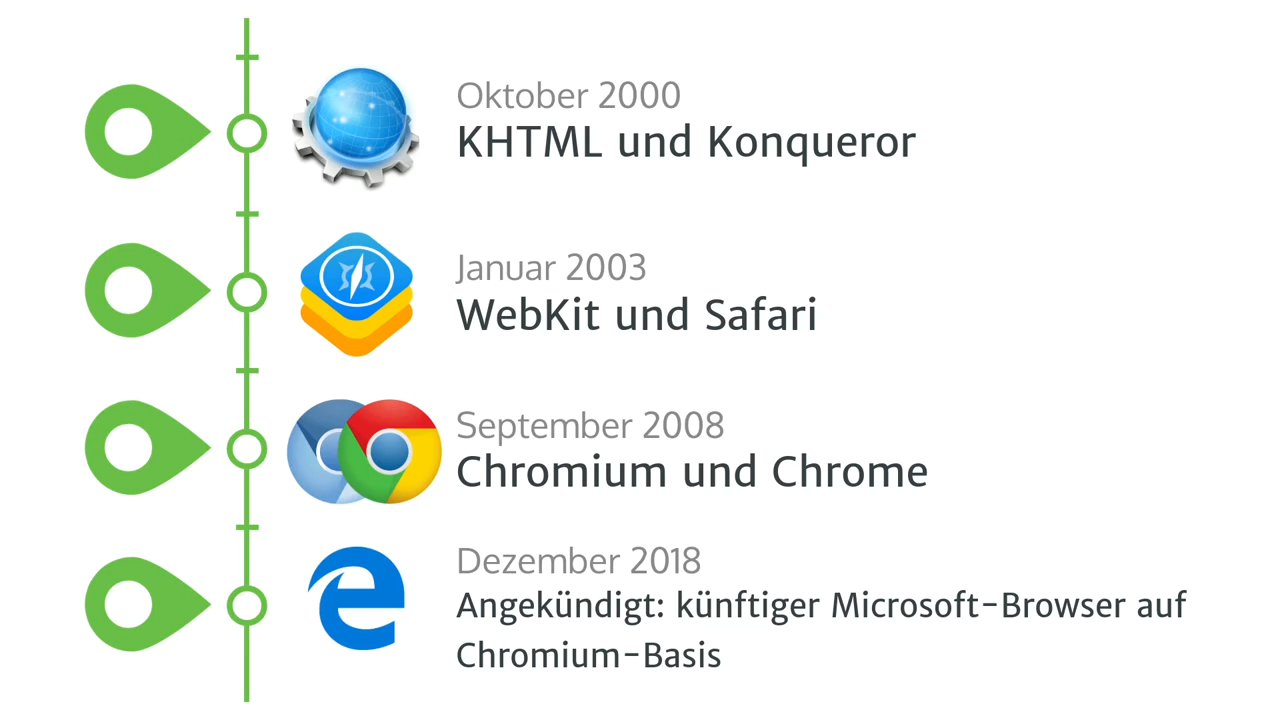 Oktober 2000
KHTML und Konqueror
Januar 2003
WebKit und Safari
September 2008
Chromium und Chrome
Dezember 2018
Angekündigt: künftiger Microsoft-Browser auf
Chromium-Basis